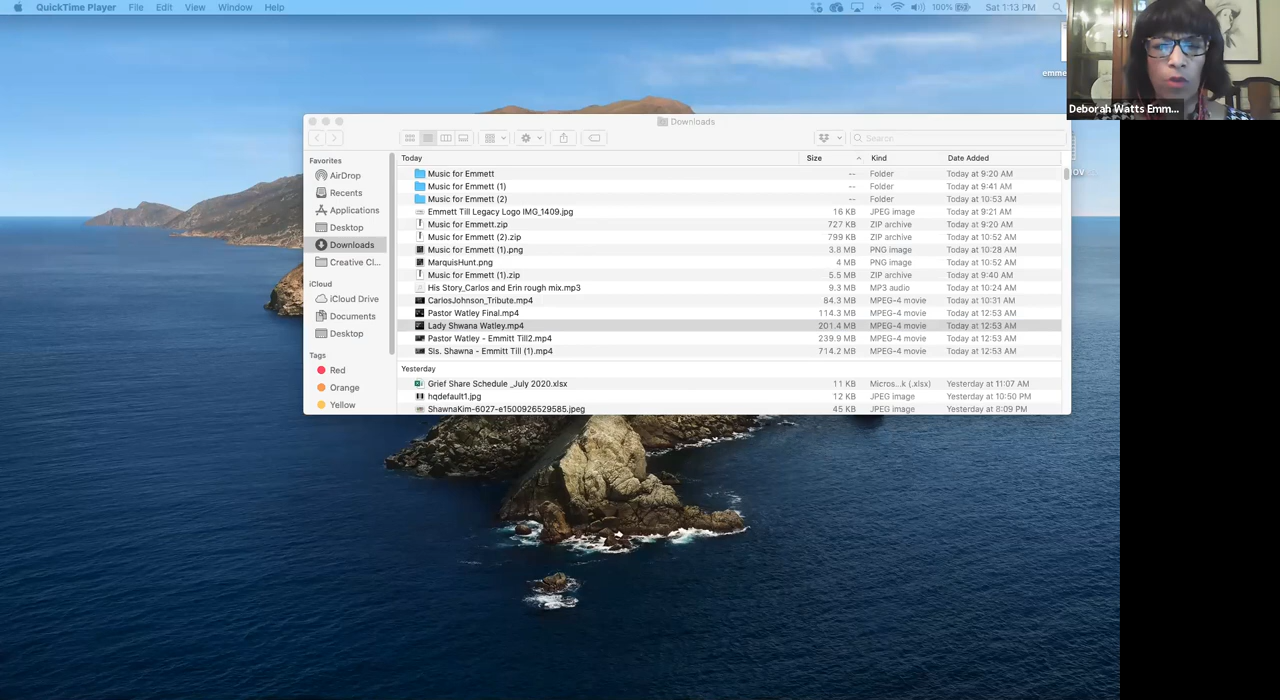 QuickTime Player File Edit View Window Help 100% Sat 1:13 PM
emme
Deborah Watts Emm...
Downloads
Search
Favorites
AirDrop
Recents
Applications
Desktop
Downloads
Creative Cl...
iCloud
iCloud Drive
Documents
Desktop
Tags
Red
Orange
Yellow
Today Size Kind Date Added
Music for Emmett -- Folder Today at 9:20 AM
Music for Emmett (1) -- Folder Today at 9:41 AM
Music for Emmett (2) -- Folder Today at 10:53 AM
Emmett Till Legacy Logo IMG_1409.jpg 16 KB JPEG image Today at 9:21 AM
Music for Emmett.zip 727 KB ZIP archive Today at 9:20 AM
Music for Emmett (2).zip 799 KB ZIP archive Today at 10:52 AM
Music for Emmett (1).png 3.8 MB PNG image Today at 10:28 AM
MarquisHunt.png 4 MB PNG image Today at 10:52 AM
Music for Emmett (1).zip 5.5 MB ZIP archive Today at 9:40 AM
His Story_Carlos and Erin rough mix.mp3 9.3 MB MP3 audio Today at 10:24 AM
CarlosJohnson_Tribute.mp4 84.3 MB MPEG-4 movie Today at 10:31 AM
Pastor Watley Final.mp4 114.3 MB MPEG-4 movie Today at 12:53 AM
Lady Shwana Watley.mp4 201.4 MB MPEG-4 movie Today at 12:53 AM
Pastor Watley - Emmitt Till2.mp4 239.9 MB MPEG-4 movie Today at 12:53 AM
Sis. Shawna - Emmitt Till (1).mp4 714.2 MB MPEG-4 movie Today at 12:53 AM
Yesterday
Grief Share Schedule _July 2020.xlsx 11 KB Micros...k (.xlsx) Yesterday at 11:07 AM
hqdefault1.jpg 12 KB JPEG image Yesterday at 10:50 PM
ShawnaKim-6027-e1500926529585.jpeg 45 KB JPEG image Yesterday at 8:09 PM